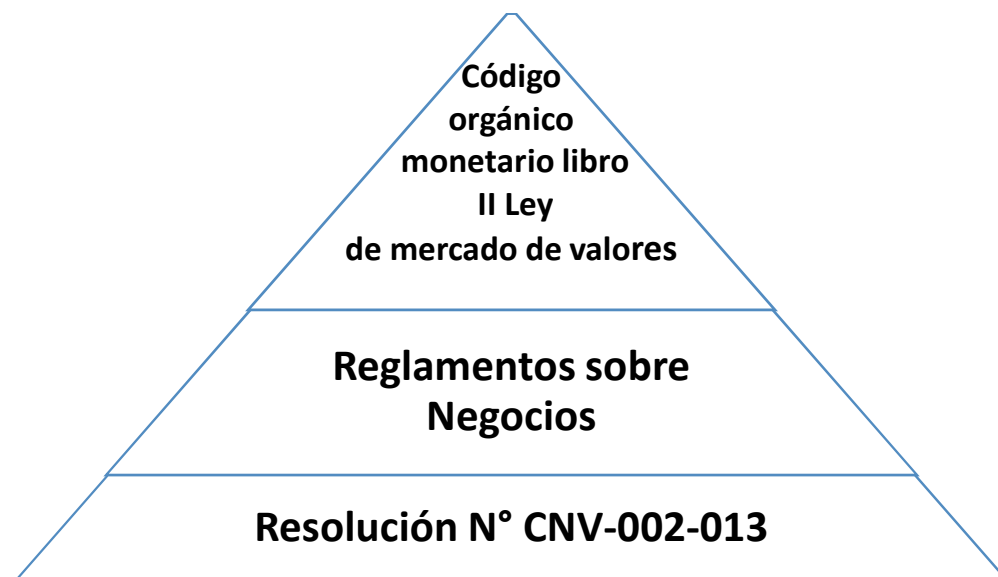 Código
orgánico
monetario libro
II Ley
de mercado de valores
Reglamentos sobre
Negocios
Resolución N° CNV-002-013